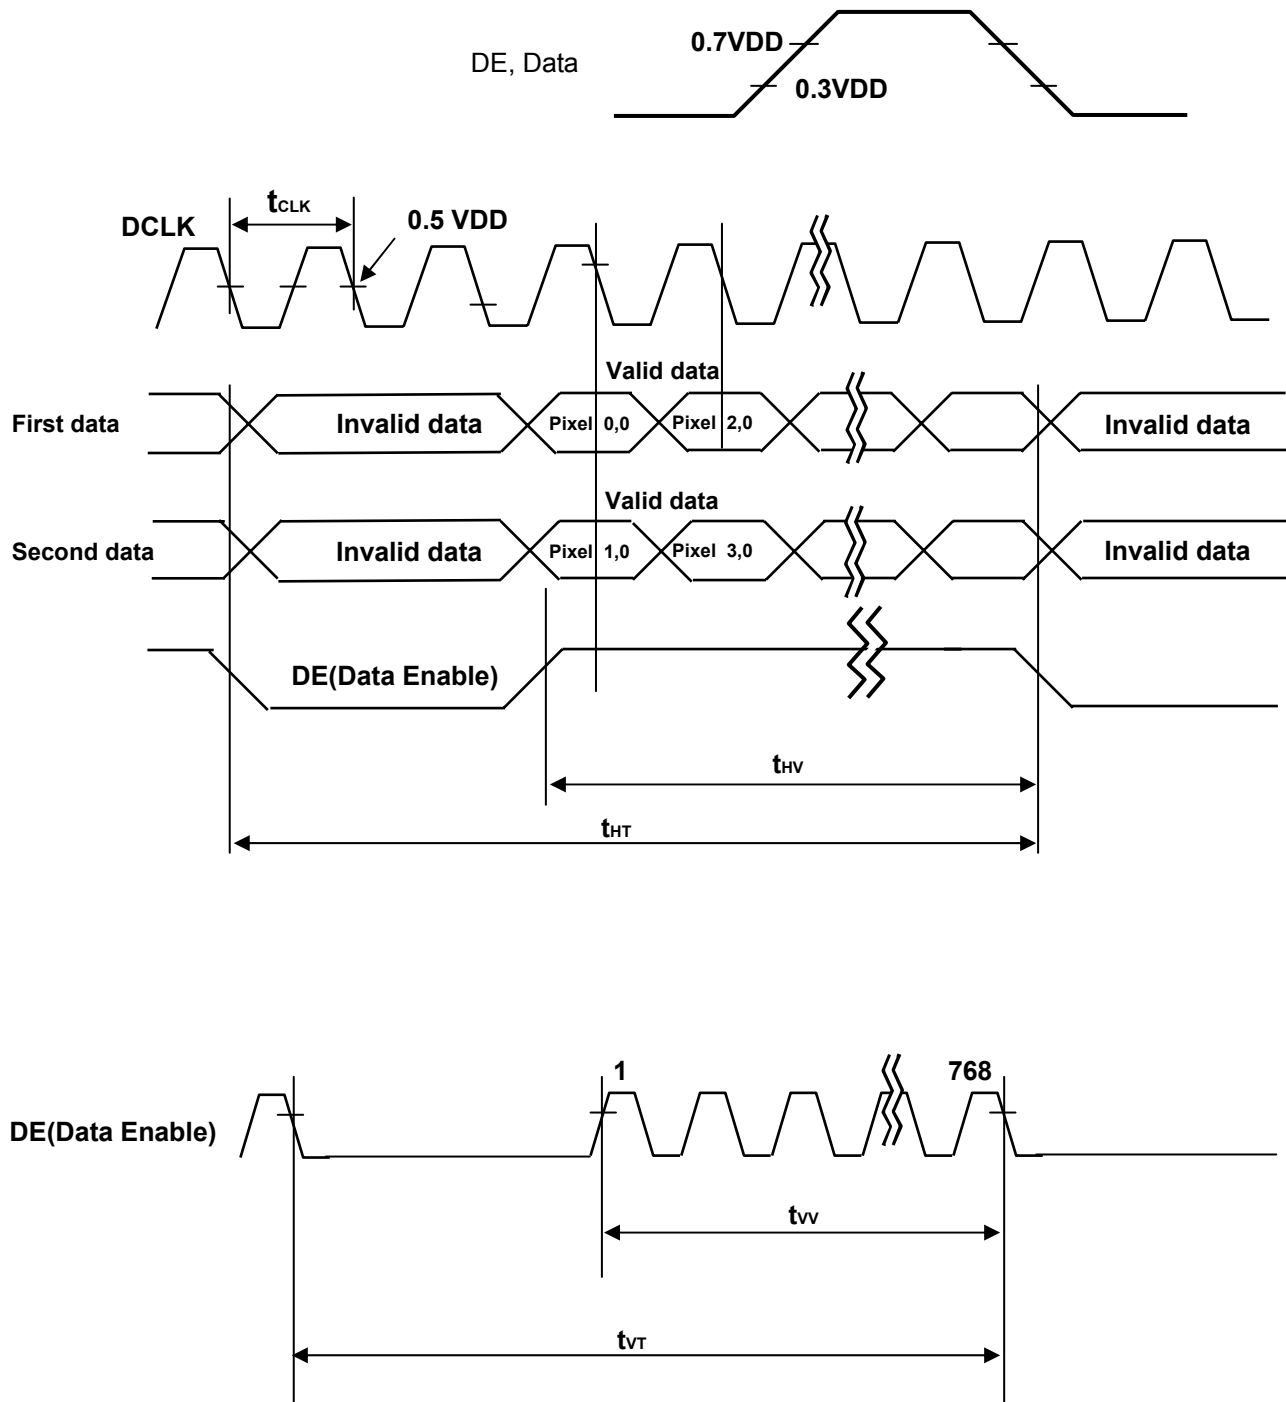 0.7VDD
DE, Data
0.3VDD
tCLK
DCLK
0.5 VDD
Valid data
First data
Invalid data
Pixel 0,0
Pixel 2,0
Invalid data
Valid data
Second data
Invalid data
Pixel 1,0
Pixel 3,0
Invalid data
DE(Data Enable)
tHV
tHT
1
768
DE(Data Enable)
tVV
tVT